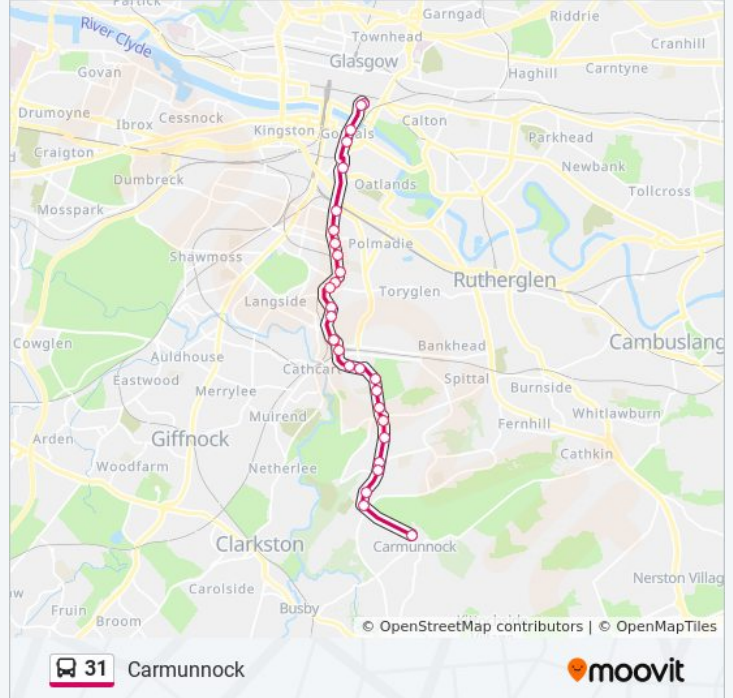 Partick
Garngad
Riddrie
River Clyde
Townhead
Cranhill
Govan
Glasgow
Haghill
Carntyne
Drumoyne
Ibrox
Cessnock
Kingston
Calton
Parkhead
Craigton
Newbank
Dumbreck
Oatlands
Tollcross
Mosspark
Polmadie
Shawmoss
Rutherglen
Langside
Toryglen
Cowglen
Bankhead
Cambuslang
Auldhouse
Cathcar
Eastwood
Spittal
Burnside
Merrylee
Whitlawburn
Muirend
Fernhill
Arden
Giffnock
Cathkin
Woodfarm
Netherlee
Clarkston
Carmunnock
Carolside
Nerston Villag
Busby
Fruin
Broom
© OpenStreetMap contributors | © OpenMapTiles
31 Carmunnock
moovit